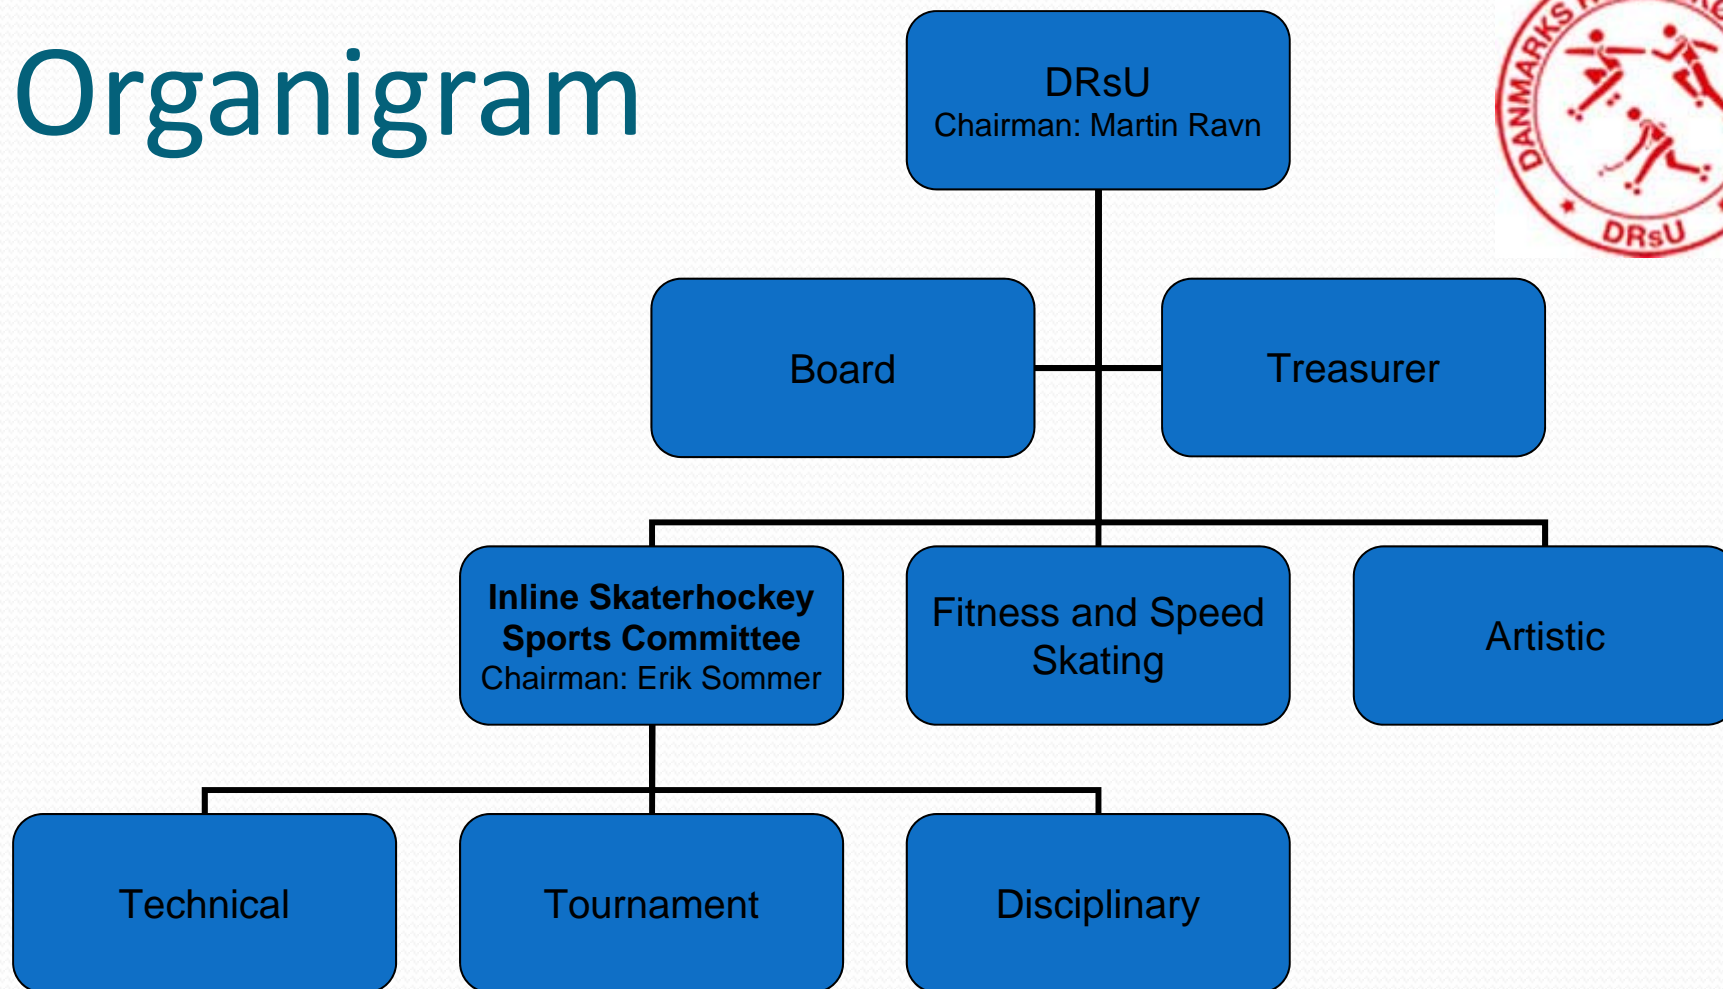 Organigram
DRsU
Chairman: Martin Ravn
DANMARKS
DRsU
Board
Treasurer
Inline Skaterhockey
Sports Committee
Chairman: Erik Sommer
Fitness and Speed
Skating
Artistic
Technical
Tournament
Disciplinary